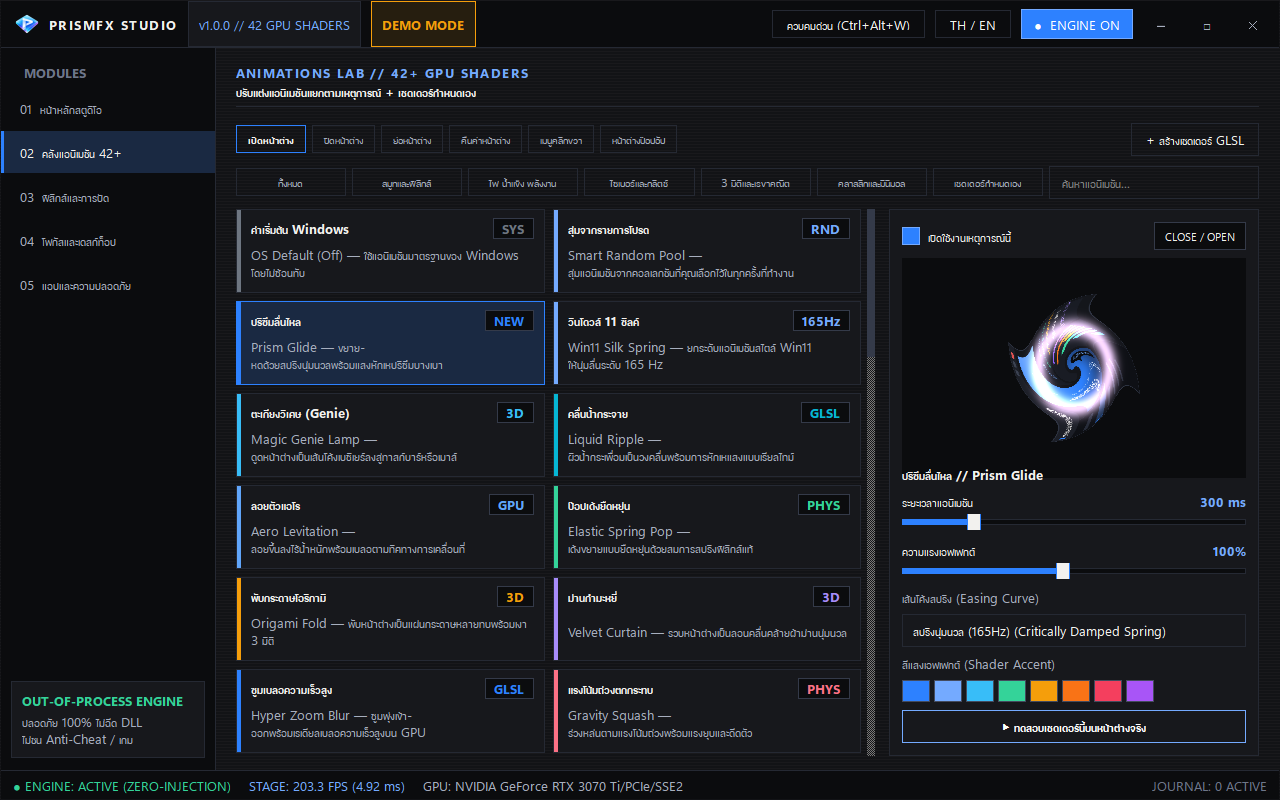 PRISMFX STUDIO
v1.0.0 // 42 GPU SHADERS
DEMO MODE
ควบคุมด่วน (Ctrl+Alt+W)
TH / EN
● ENGINE ON
MODULES
01 หน้าหลักสตูดิโอ
02 คลังแอนิเมชัน 42+
03 ฟิสิกส์และการปัด
04 โฟกัสและเดสก์ท็อป
05 แอปและความปลอดภัย
OUT-OF-PROCESS ENGINE
ปลอดภัย 100% ไม่ฉีด DLL
ไม่ชน Anti-Cheat / เกม
ANIMATIONS LAB // 42+ GPU SHADERS
ปรับแต่งแอนิเมชันแยกตามเหตุการณ์ + เชดเดอร์กำหนดเอง
เปิดหน้าต่าง
ปิดหน้าต่าง
ย่อหน้าต่าง
คืนค่าหน้าต่าง
เมนูคลิกขวา
หน้าต่างป๊อปอัป
+ สร้างเชดเดอร์ GLSL
ทั้งหมด
สมูทและฟิสิกส์
ไฟ น้ำแข็ง พลังงาน
ไซเบอร์และกลิตช์
3 มิติและเรขาคณิต
คลาสสิกและมินิมอล
เชดเดอร์กำหนดเอง
ค้นหาแอนิเมชัน...
ค่าเริ่มต้น Windows
SYS
OS Default (Off) — ใช้แอนิเมชันมาตรฐานของ Windows
โดยไม่ซ้อนทับ
สุ่มจากรายการโปรด
RND
Smart Random Pool —
สุ่มแอนิเมชันจากคอลเลกชันที่คุณเลือกไว้ในทุกครั้งที่ทำงาน
ปริซึมลื่นไหล
NEW
Prism Glide — ขยาย-
หดด้วยสปริงนุ่มนวลพร้อมแสงหักเหปริซึมบางเบา
วินโดวส์ 11 ซิลค์
165Hz
Win11 Silk Spring — ยกระดับแอนิเมชันสไตล์ Win11
ให้นุ่มลื่นระดับ 165 Hz
ตะเกียงวิเศษ (Genie)
3D
Magic Genie Lamp —
ดูดหน้าต่างเป็นเส้นโค้งเบซิเยร์ลงสู่ทาสก์บาร์หรือเมาส์
คลื่นน้ำกระจาย
GLSL
Liquid Ripple —
ผิวน้ำกระเพื่อมเป็นวงคลื่นพร้อมการหักเหแสงแบบเรียลไทม์
ลอยตัวแอโร
GPU
Aero Levitation —
ลอยขึ้นลงไร้น้ำหนักพร้อมเบลอตามทิศทางการเคลื่อนที่
ป๊อปเด้งยืดหยุ่น
PHYS
Elastic Spring Pop —
เด้งขยายแบบยืดหยุ่นด้วยสมการสปริงฟิสิกส์แท้
พับกระดาษโอริกามิ
3D
Origami Fold — พับหน้าต่างเป็นแผ่นกระดาษหลายทบพร้อมเงา
3 มิติ
ม่านกำมะหยี่
3D
Velvet Curtain — รวบหน้าต่างเป็นลอนคลื่นคล้ายผ้าม่านนุ่มนวล
ซูมเบลอความเร็วสูง
GLSL
Hyper Zoom Blur — ซูมพุ่งเข้า-
ออกพร้อมเรเดียลเบลอความเร็วสูงบน GPU
แรงโน้มถ่วงตกกระทบ
PHYS
Gravity Squash —
ร่วงหล่นตามแรงโน้มถ่วงพร้อมแรงยุบและดีดตัว
เปิดใช้งานเหตุการณ์นี้
CLOSE / OPEN
ปริซึมลื่นไหล // Prism Glide
ระยะเวลาแอนิเมชัน
300 ms
ความแรงเอฟเฟกต์
100%
เส้นโค้งสปริง (Easing Curve)
สปริงนุ่มนวล (165Hz) (Critically Damped Spring)
สีแสงเอฟเฟกต์ (Shader Accent)
▶ ทดสอบเชดเดอร์นี้บนหน้าต่างจริง
● ENGINE: ACTIVE (ZERO-INJECTION)
STAGE: 203.3 FPS (4.92 ms)
GPU: NVIDIA GeForce RTX 3070 Ti/PCIe/SSE2
JOURNAL: 0 ACTIVE